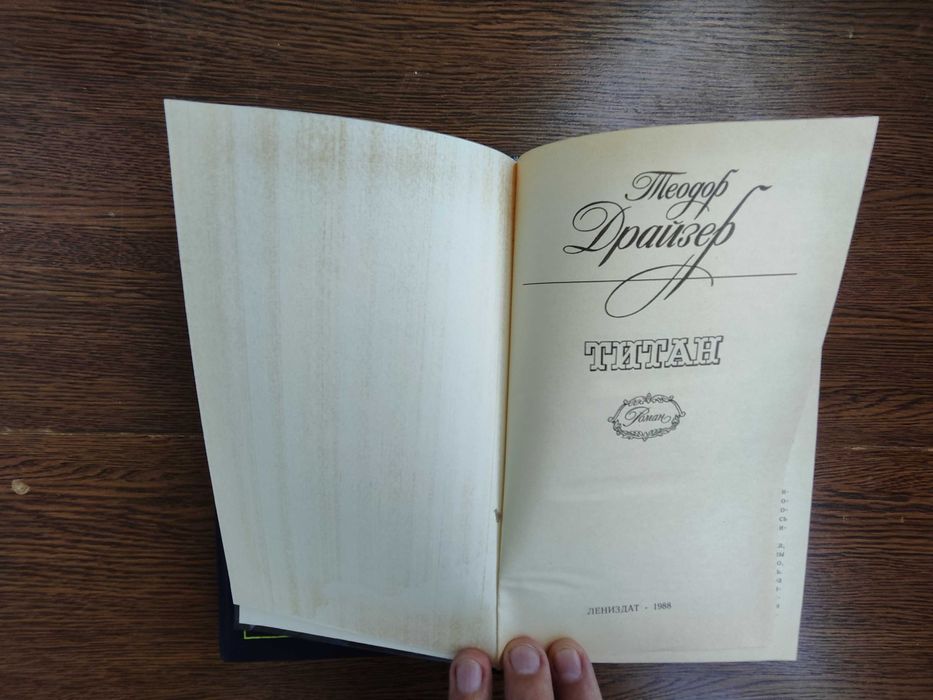 Теодор
Драйзер
ТИТАН
Роман
ЛЕНИЗДАТ - 1988